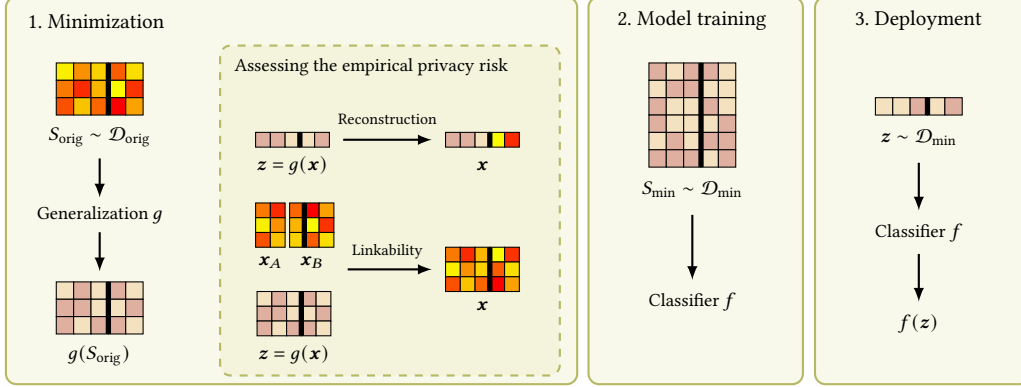 1. Minimization
S_orig ∼ 𝒟_orig
Generalization g
g(S_orig)
Assessing the empirical privacy risk
Reconstruction
z = g(x)
x
x_A
x_B
Linkability
x
z = g(x)
2. Model training
S_min ∼ 𝒟_min
Classifier f
3. Deployment
z ∼ 𝒟_min
Classifier f
f(z)